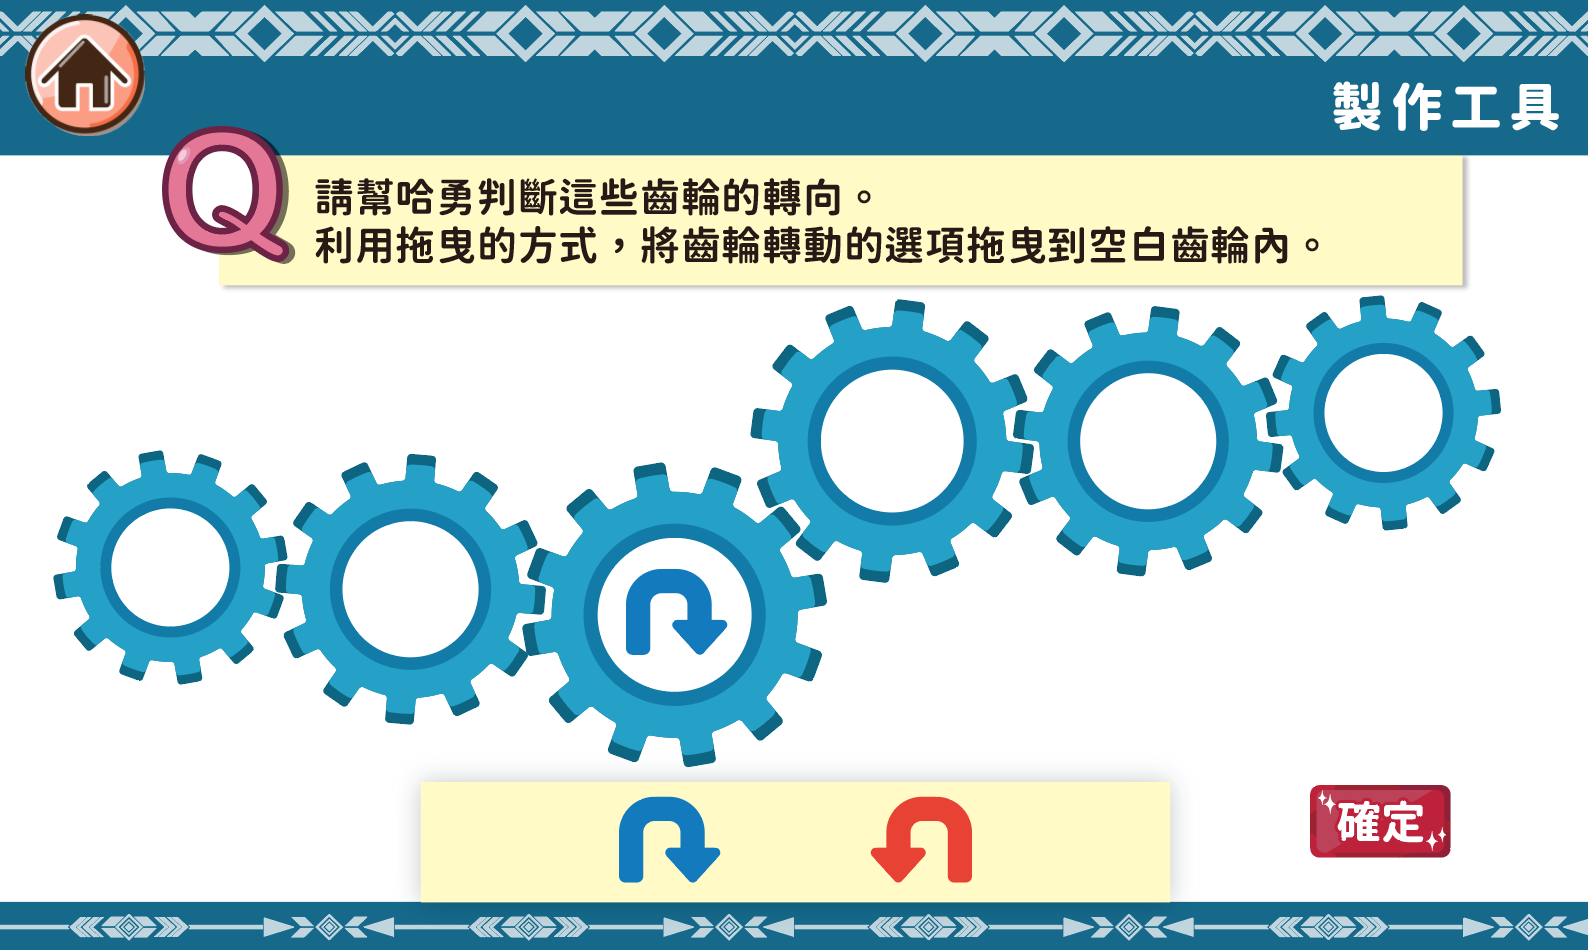 製作工具
Q
請幫哈勇判斷這些齒輪的轉向。
利用拖曳的方式，將齒輪轉動的選項拖曳到空白齒輪內。
確定